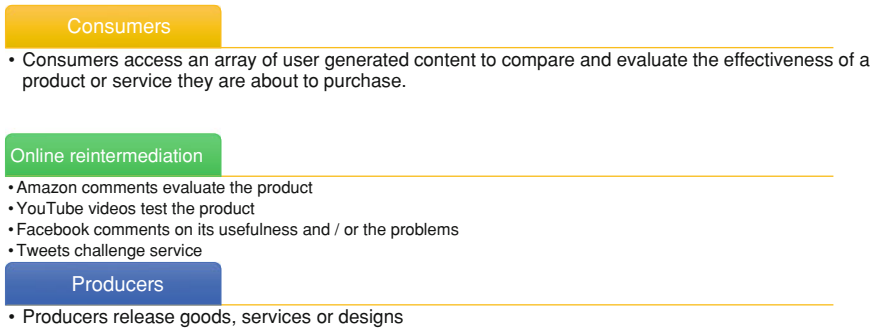 Consumers
• Consumers access an array of user generated content to compare and evaluate the effectiveness of a
product or service they are about to purchase.
Online reintermediation
• Amazon comments evaluate the product
• YouTube videos test the product
• Facebook comments on its usefulness and / or the problems
• Tweets challenge service
Producers
• Producers release goods, services or designs